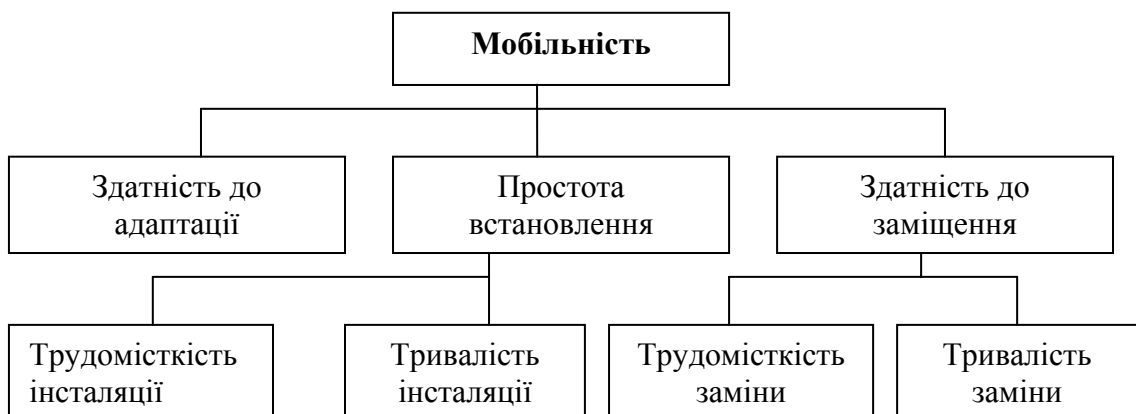 Мобільність
Здатність до
адаптації
Простота
встановлення
Здатність до
заміщення
Трудомісткість
інсталяції
Тривалість
інсталяції
Трудомісткість
заміни
Тривалість
заміни